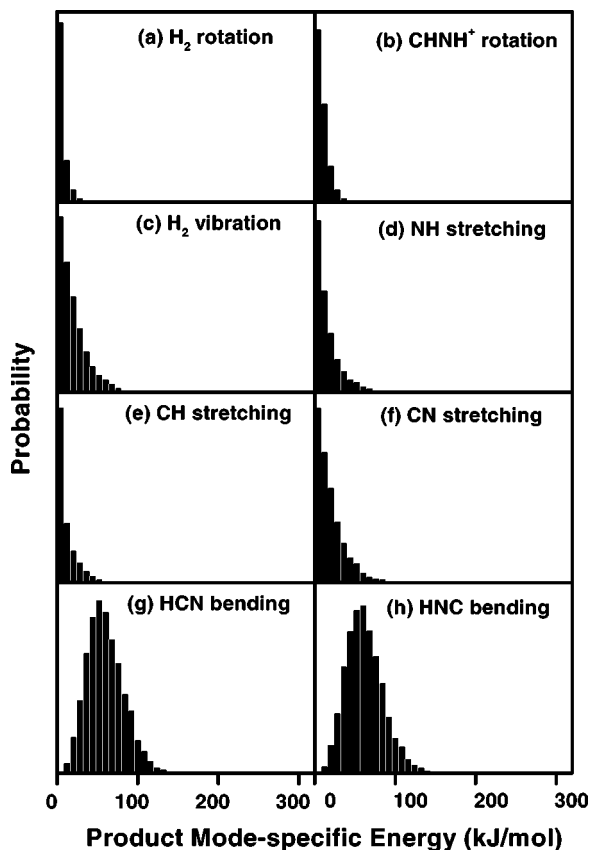 (a) H₂ rotation
(b) CHNH⁺ rotation
(c) H₂ vibration
(d) NH stretching
(e) CH stretching
(f) CN stretching
(g) HCN bending
(h) HNC bending
Probability
0 100 200 300 0 100 200 300
Product Mode-specific Energy (kJ/mol)